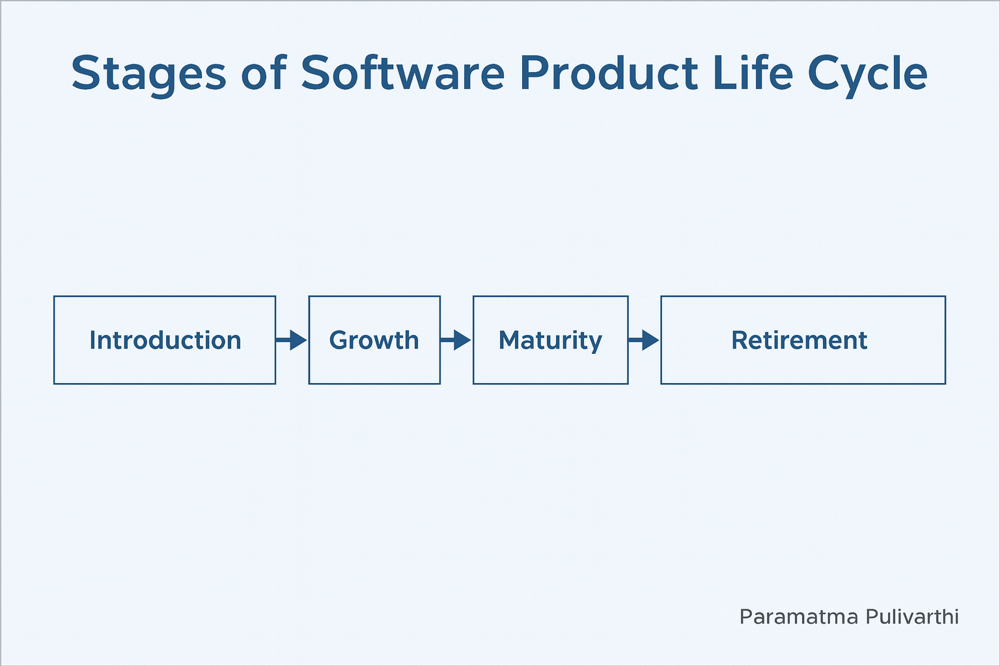 Stages of Software Product Life Cycle
Introduction
Growth
Maturity
Retirement
Paramatma Pulivarthi